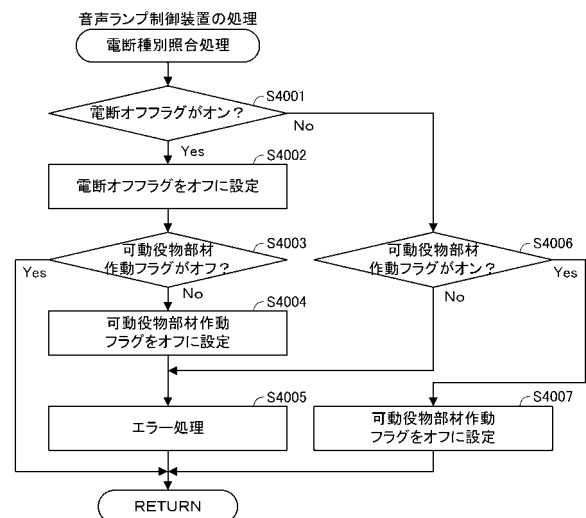 音声ランプ制御装置の処理
電断種別照合処理
S4001
電断オフフラグがオン？
No
Yes
S4002
電断オフフラグをオフに設定
S4003
可動役物部材
作動フラグがオフ？
Yes
No
S4006
可動役物部材
作動フラグがオン？
Yes
No
S4004
可動役物部材作動
フラグをオフに設定
S4005
エラー処理
S4007
可動役物部材作動
フラグをオフに設定
RETURN